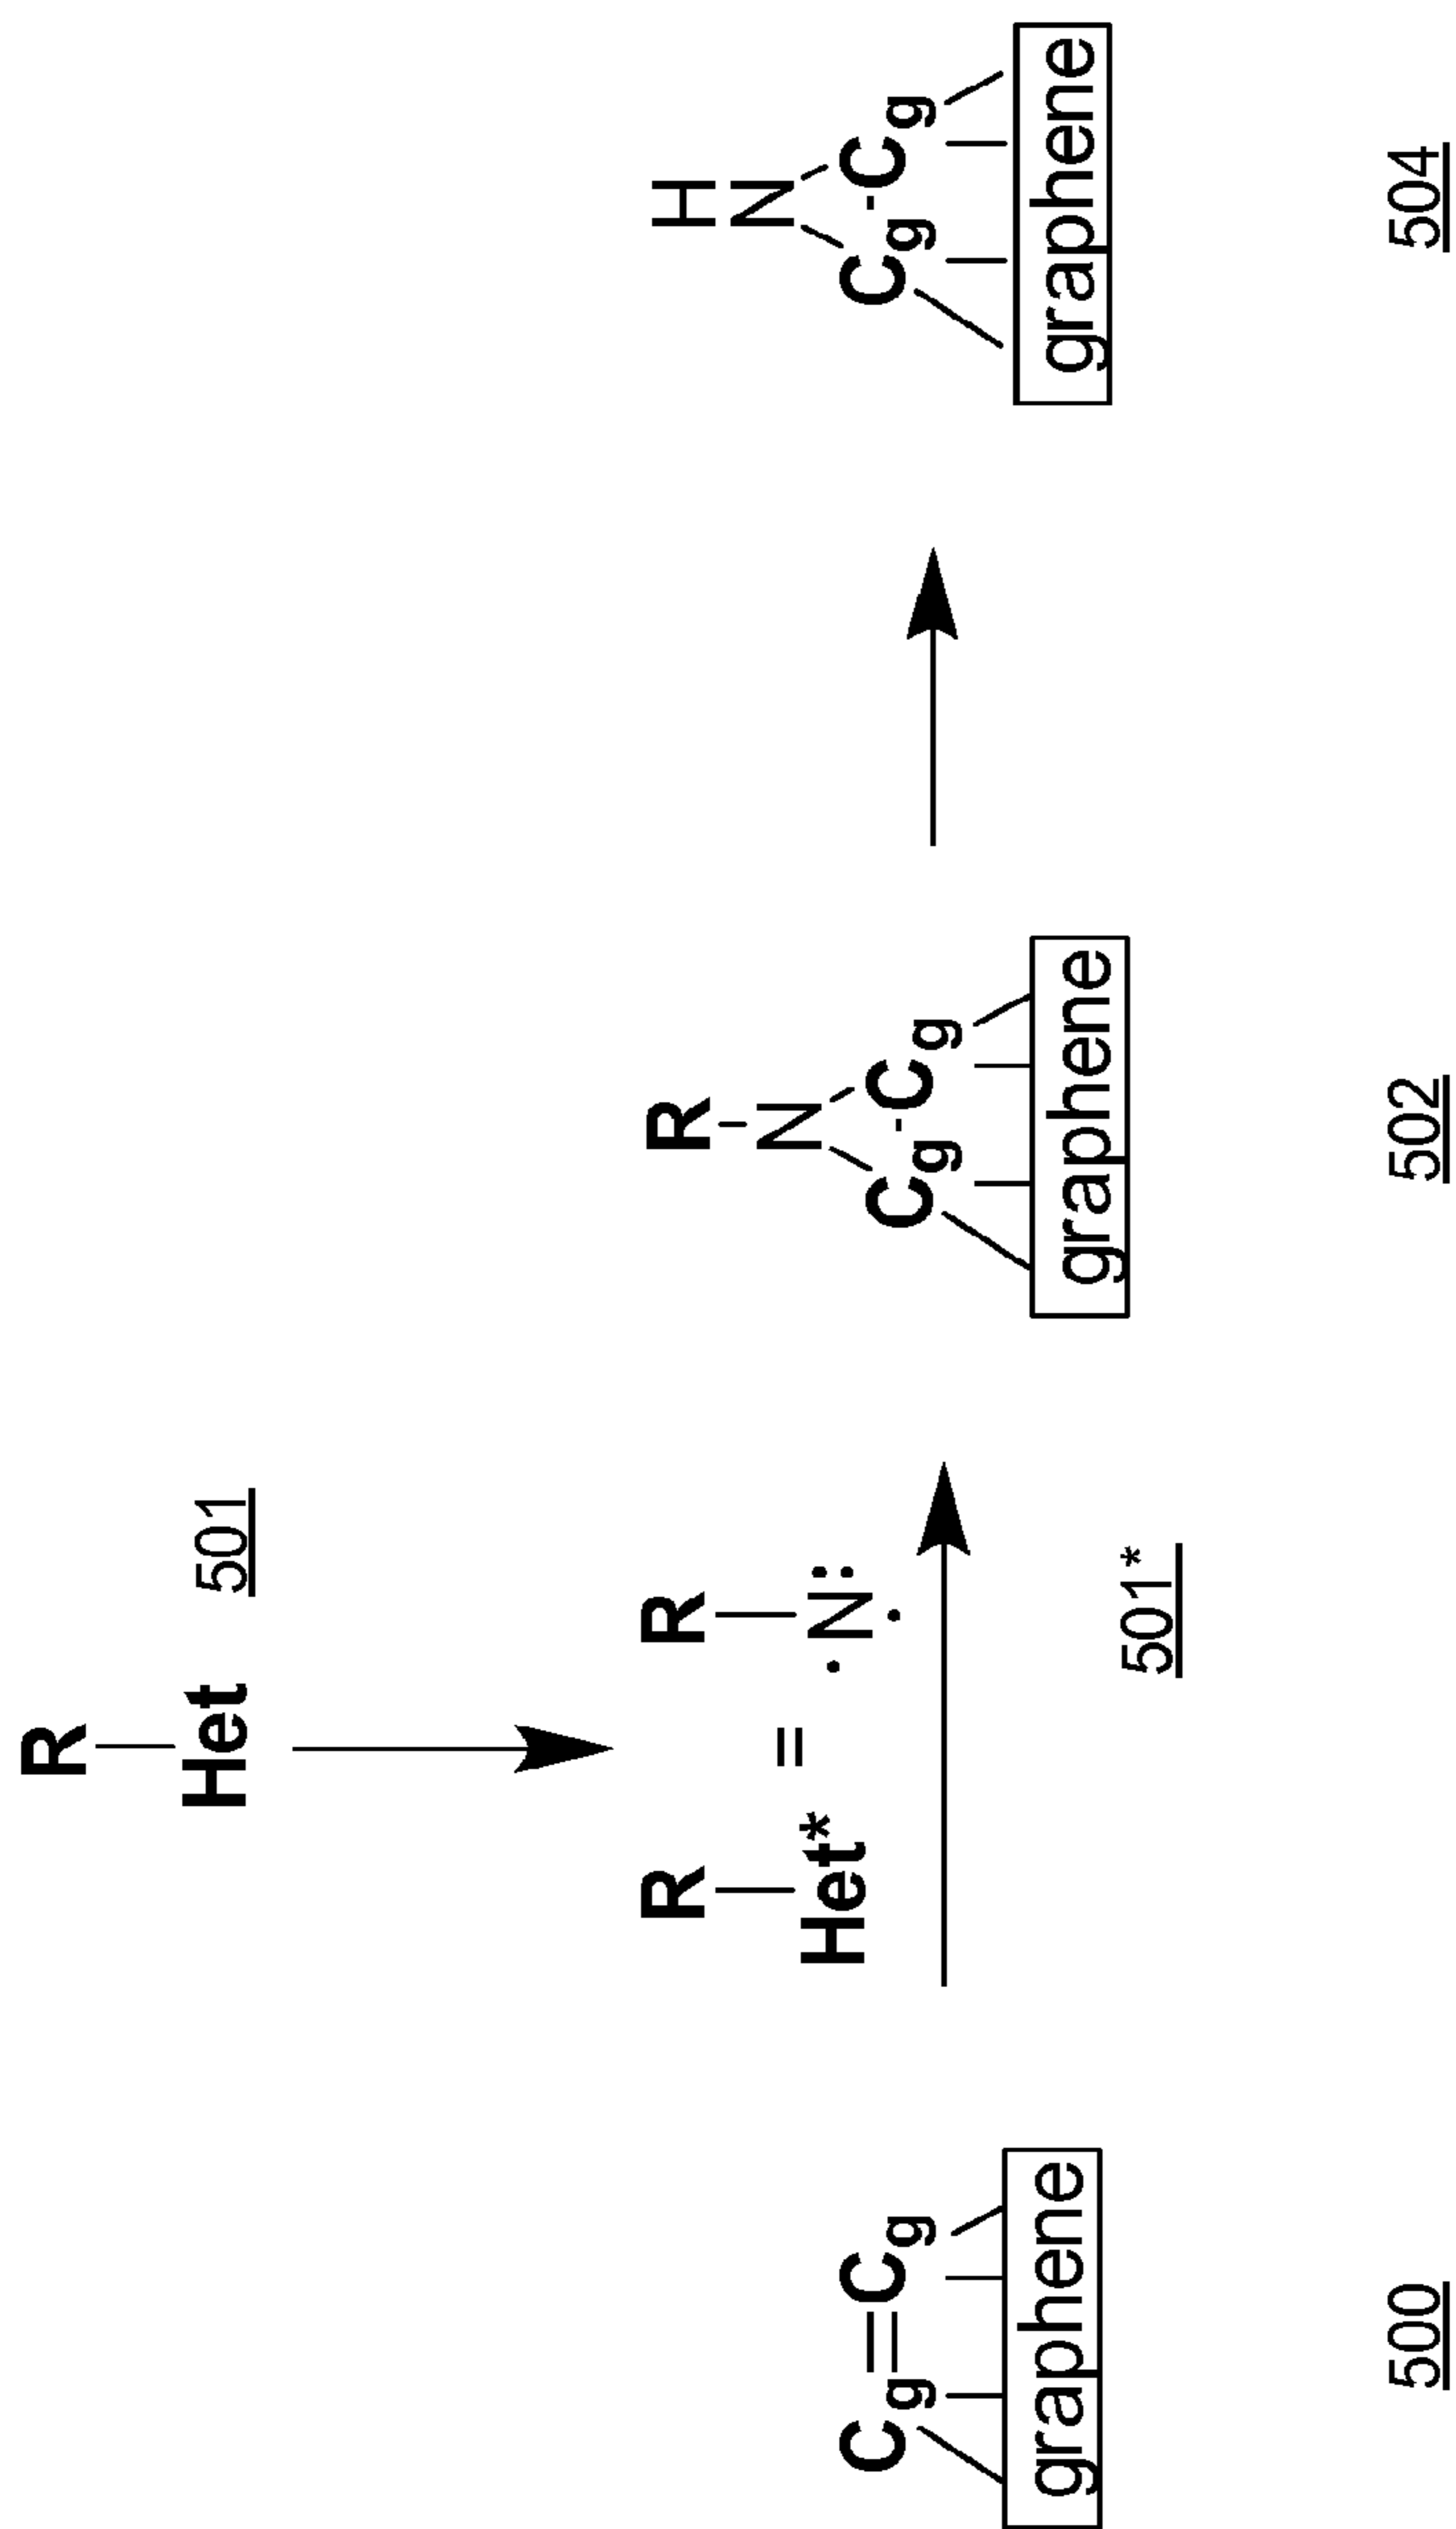 R
Het
501
R
Het*
=
R
·N:
·
501*
Cg=Cg
graphene
500
R
N
Cg-Cg
graphene
502
H
N
Cg-Cg
graphene
504